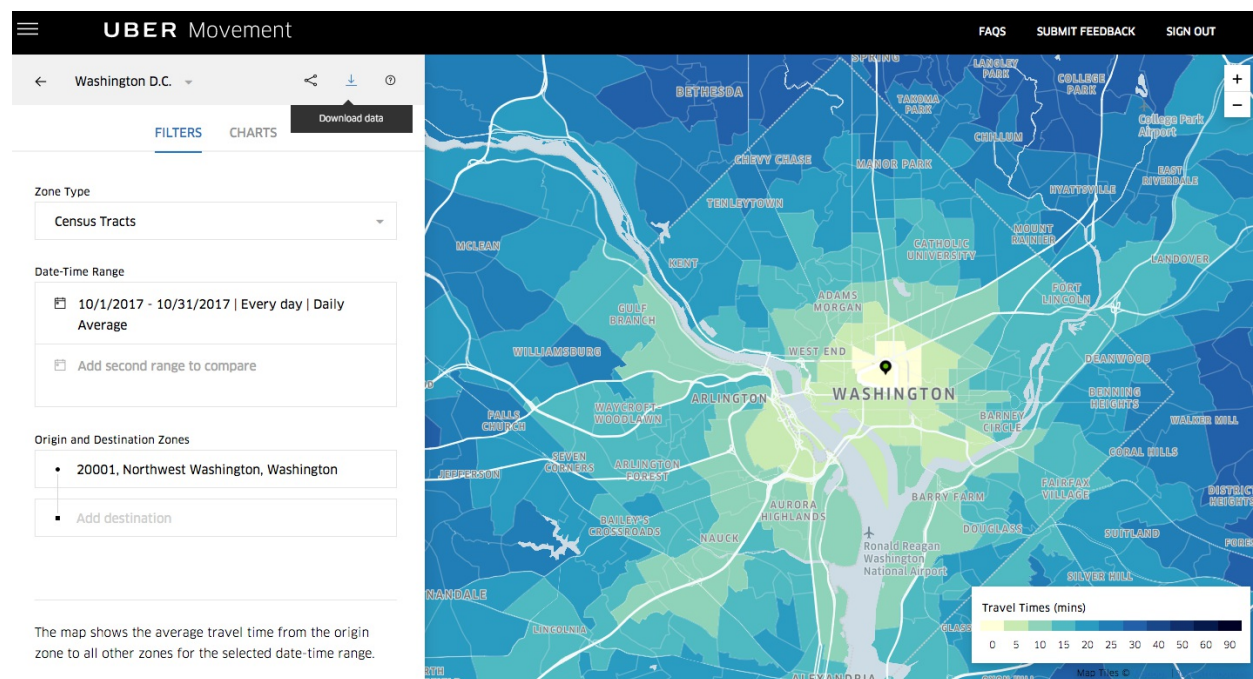 UBER Movement
FAQS
SUBMIT FEEDBACK
SIGN OUT
Washington D.C.
Download data
FILTERS
CHARTS
Zone Type
Census Tracts
Date-Time Range
10/1/2017 - 10/31/2017 | Every day | Daily
Average
Add second range to compare
Origin and Destination Zones
20001, Northwest Washington, Washington
Add destination
The map shows the average travel time from the origin
zone to all other zones for the selected date-time range.
SPRING
LANGLEY
PARK
COLLEGE
PARK
BETHESDA
TAKOMA
PARK
College Park
Airport
CHILLUM
CHEVY CHASE
MANOR PARK
EAST
RIVERDALE
HYATTSVILLE
TENLEYTOWN
MOUNT
RAINIER
MCLEAN
CATHOLIC
UNIVERSITY
KENT
LANDOVER
ADAMS
MORGAN
FORT
LINCOLN
GULF
BRANCH
WILLIAMSBURG
WEST END
DEANWOOD
WASHINGTON
ARLINGTON
BENNING
HEIGHTS
FALLS
CHURCH
WAYCROFT-
WOODLAWN
BARNEY
CIRCLE
WALKER MILL
CORAL HILLS
SEVEN
CORNERS
ARLINGTON
FOREST
JEFFERSON
FAIRFAX
VILLAGE
DISTRICT
HEIGHTS
BARRY FARM
AURORA
HIGHLANDS
BAILEY'S
CROSSROADS
DOUGLASS
SUITLAND
FORE
NAUCK
Ronald Reagan
Washington
National Airport
SILVER HILL
NNANDALE
LINCOLNIA
GLASS
RTH
ALEXANDRIA
+
−
Travel Times (mins)
0 5 10 15 20 25 30 40 50 60 90
Map Tiles ©